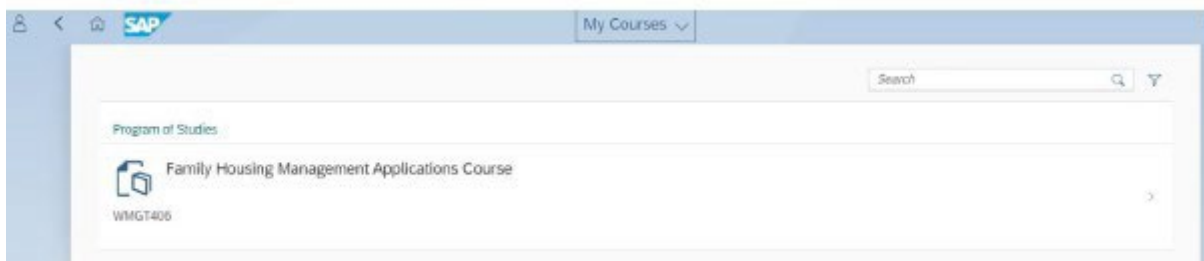 SAP
My Courses
Search
Program of Studies
Family Housing Management Applications Course
WMGT406